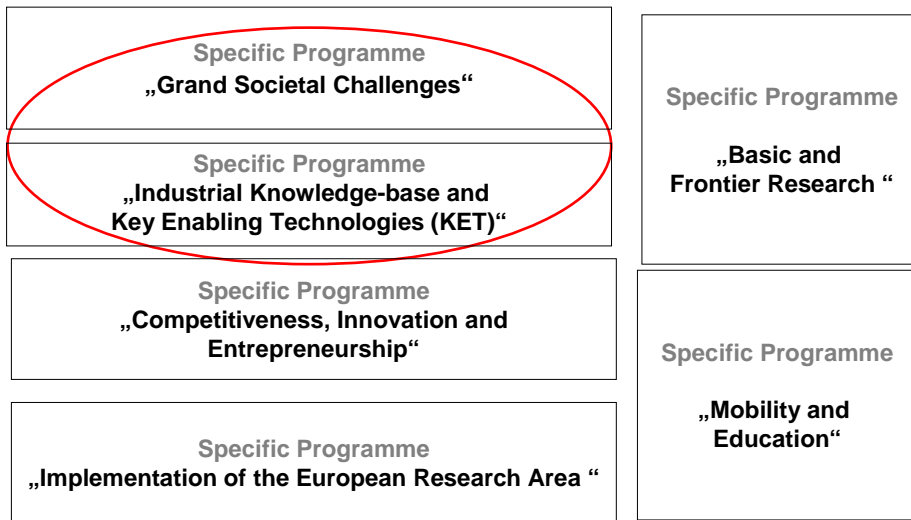 Specific Programme
„Grand Societal Challenges“
Specific Programme
„Industrial Knowledge-base and
Key Enabling Technologies (KET)“
Specific Programme
„Competitiveness, Innovation and
Entrepreneurship“
Specific Programme
„Implementation of the European Research Area “
Specific Programme
„Basic and
Frontier Research “
Specific Programme
„Mobility and
Education“